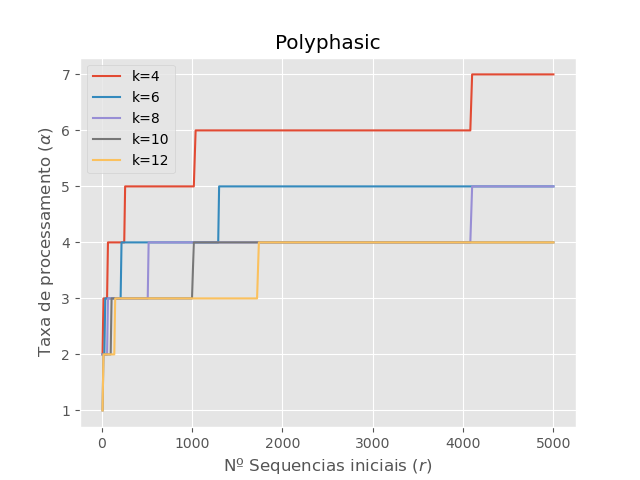 Polyphasic
k=4
k=6
k=8
k=10
k=12
7
6
5
4
3
2
1
Taxa de processamento (α)
0 1000 2000 3000 4000 5000
Nº Sequencias iniciais (r)